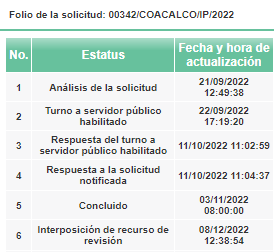 Folio de la solicitud: 00342/COACALCO/IP/2022
No. Estatus Fecha y hora de
actualización
1 Análisis de la solicitud 21/09/2022
12:49:38
2 Turno a servidor público
habilitado 22/09/2022
17:19:20
3 Respuesta del turno a
servidor público habilitado 11/10/2022 11:02:59
4 Respuesta a la solicitud
notificada 11/10/2022 11:04:37
5 Concluido 03/11/2022
08:00:00
6 Interposición de recurso de
revisión 08/12/2022
12:38:54